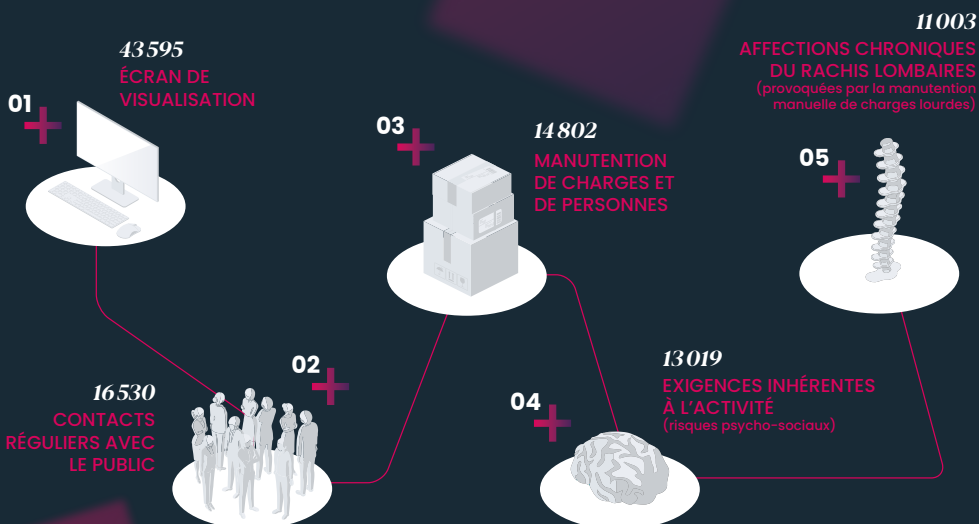 01
43 595
ÉCRAN DE
VISUALISATION
02
16 530
CONTACTS
RÉGULIERS AVEC
LE PUBLIC
03
14 802
MANUTENTION
DE CHARGES ET
DE PERSONNES
04
13 019
EXIGENCES INHÉRENTES
À L'ACTIVITÉ
(risques psycho-sociaux)
05
11 003
AFFECTIONS CHRONIQUES
DU RACHIS LOMBAIRES
(provoquées par la manutention
manuelle de charges lourdes)